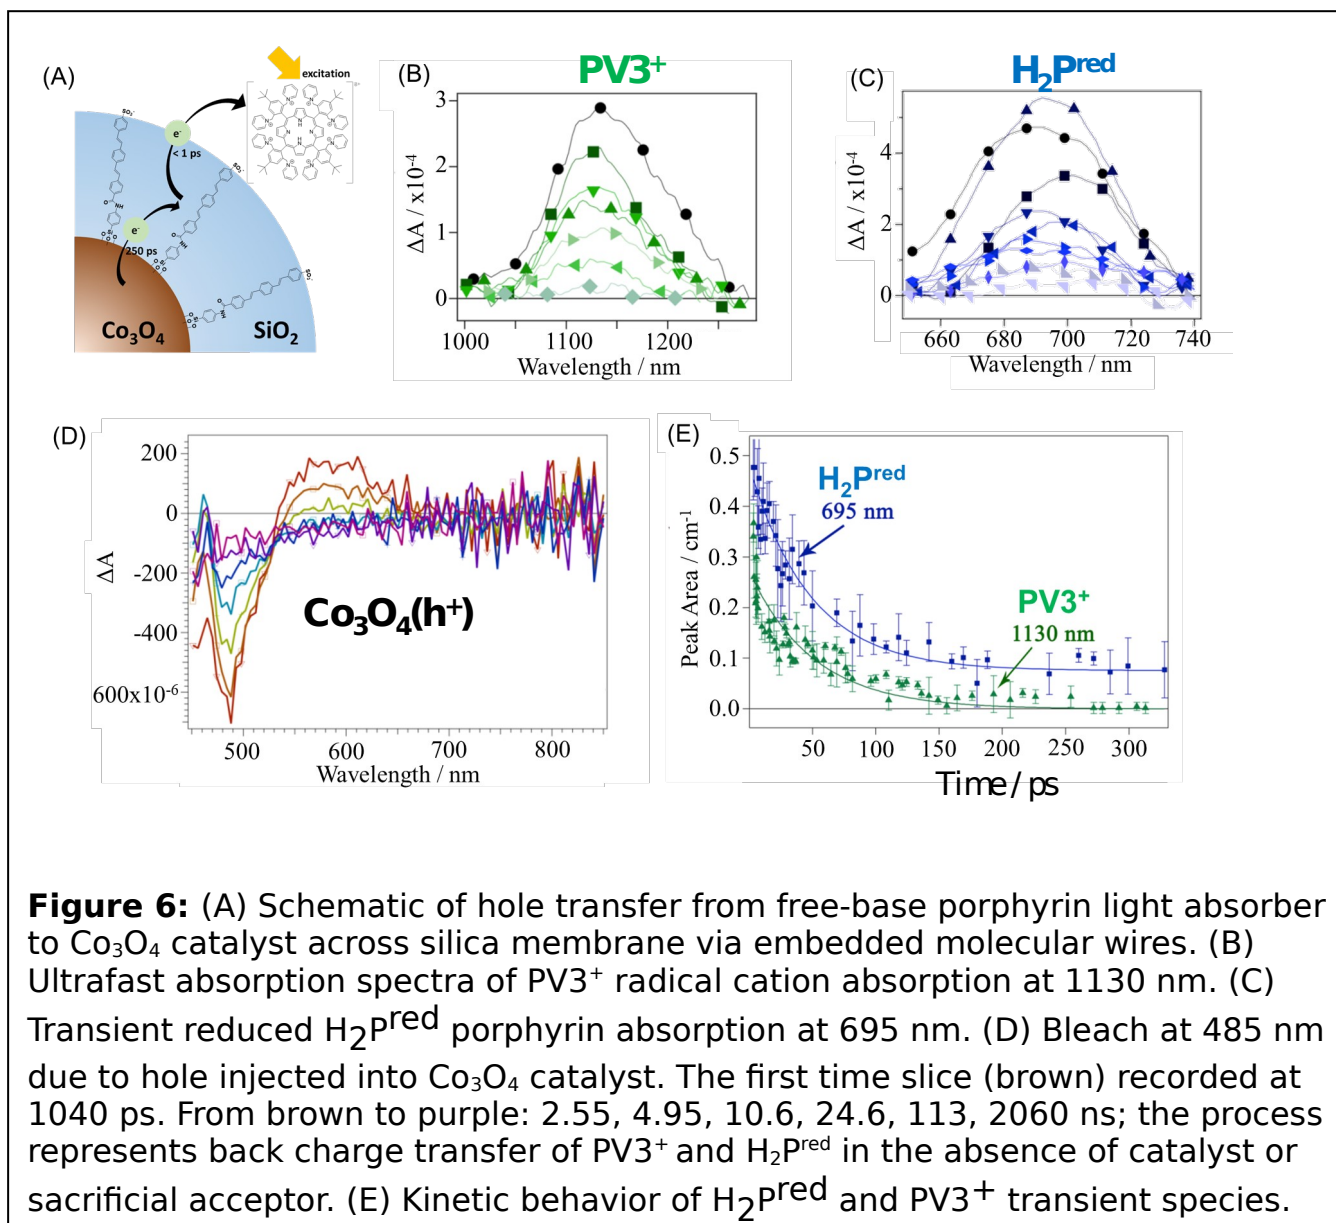 (A)
excitation
8+
e-
< 1 ps
e-
250 ps
SO3-
SO3-
SO3-
O
NH
Co3O4
SiO2
(B)
PV3+
3
2
1
0
ΔA / x10-4
1000
1100
1200
Wavelength / nm
(C)
H2Pred
4
2
0
ΔA / x10-4
660
680
700
720
740
Wavelength / nm
(D)
200
0
-200
-400
600x10-6
ΔA
Co3O4(h+)
500
600
700
800
Wavelength / nm
(E)
0.5
0.4
0.3
0.2
0.1
0.0
Peak Area / cm-1
H2Pred
695 nm
PV3+
1130 nm
50
100
150
200
250
300
Time / ps
Figure 6: (A) Schematic of hole transfer from free-base porphyrin light absorber
to Co3O4 catalyst across silica membrane via embedded molecular wires. (B)
Ultrafast absorption spectra of PV3+ radical cation absorption at 1130 nm. (C)
Transient reduced H2Pred porphyrin absorption at 695 nm. (D) Bleach at 485 nm
due to hole injected into Co3O4 catalyst. The first time slice (brown) recorded at
1040 ps. From brown to purple: 2.55, 4.95, 10.6, 24.6, 113, 2060 ns; the process
represents back charge transfer of PV3+ and H2Pred in the absence of catalyst or
sacrificial acceptor. (E) Kinetic behavior of H2Pred and PV3+ transient species.